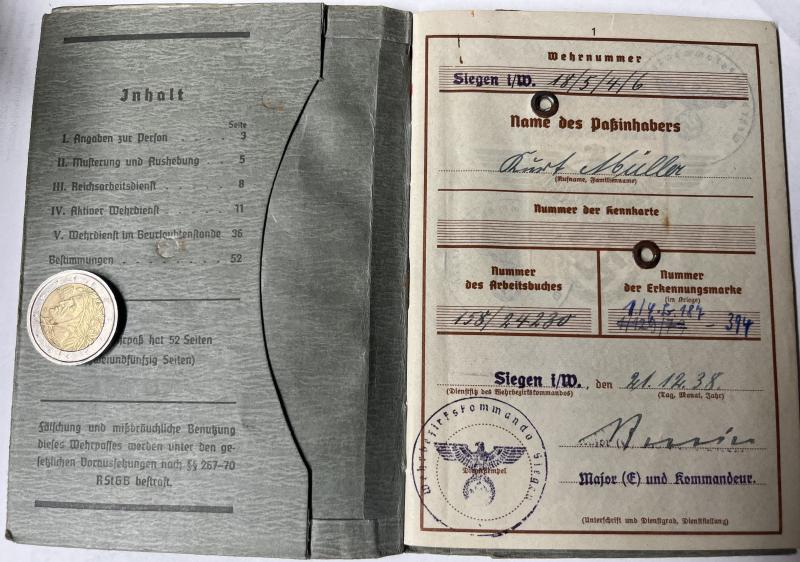 Inhalt
Seite
I. Angaben zur Person 3
II. Musterung und Aushebung 5
III. Reichsarbeitsdienst 8
IV. Aktiver Wehrdienst 11
V. Wehrdienst im Beurlaubtenstande 36
Bestimmungen 52
paß hat 52 Seiten
undfünfzig Seiten)
Fälschung und mißbräuchliche Benutzung
dieses Wehrpasses werden unter den ge-
setzlichen Voraussetzungen nach §§ 267-70
RStGB bestraft.
1
Wehrnummer
Siegen i/W. 18/5/4/6
Name des Paßinhabers
Kurt Müller
(Rufname, Familienname)
Nummer der Kennkarte
Nummer
des Arbeitsbuches
158/24230
Nummer
der Erkennungsmarke
(im Kriege)
- 394
Siegen i/W., den 21.12.38.
(Dienstsitz des Wehrbezirkskommandos) (Tag, Monat, Jahr)
Wehrbezirkskommando Siegen
Dienststempel
Major (E) und Kommandeur.
(Unterschrift und Dienstgrad, Dienststellung)